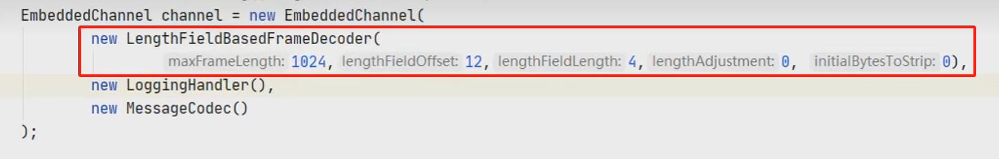 EmbeddedChannel channel = new EmbeddedChannel(
new LengthFieldBasedFrameDecoder(
maxFrameLength: 1024, lengthFieldOffset: 12, lengthFieldLength: 4, lengthAdjustment: 0, initialBytesToStrip: 0),
new LoggingHandler(),
new MessageCodec()
);